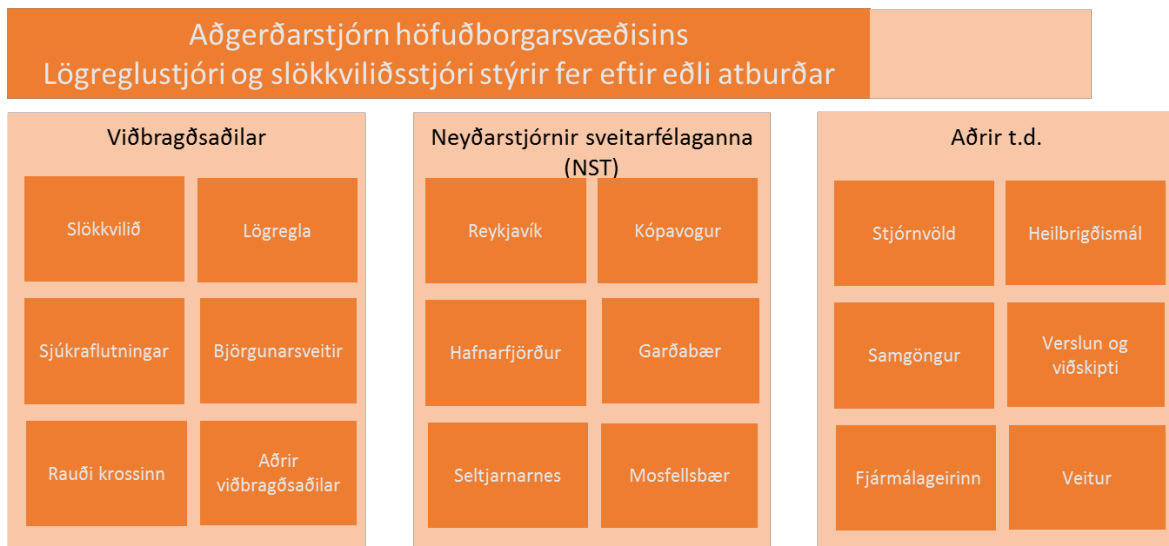 Aðgerðarstjórn höfuðborgarsvæðisins
Lögreglustjóri og slökkviliðsstjóri stýrir fer eftir eðli atburðar
Viðbragðsaðilar
Slökkvilið
Lögregla
Sjúkraflutningar
Björgunarsveitir
Rauði krossinn
Aðrir
viðbragðsaðilar
Neyðarstjórnir sveitarfélaganna
(NST)
Reykjavík
Kópavogur
Hafnarfjörður
Garðabær
Seltjarnarnes
Mosfellsbær
Aðrir t.d.
Stjórnvöld
Heilbrigðismál
Samgöngur
Verslun og
viðskipti
Fjármálageirinn
Veitur